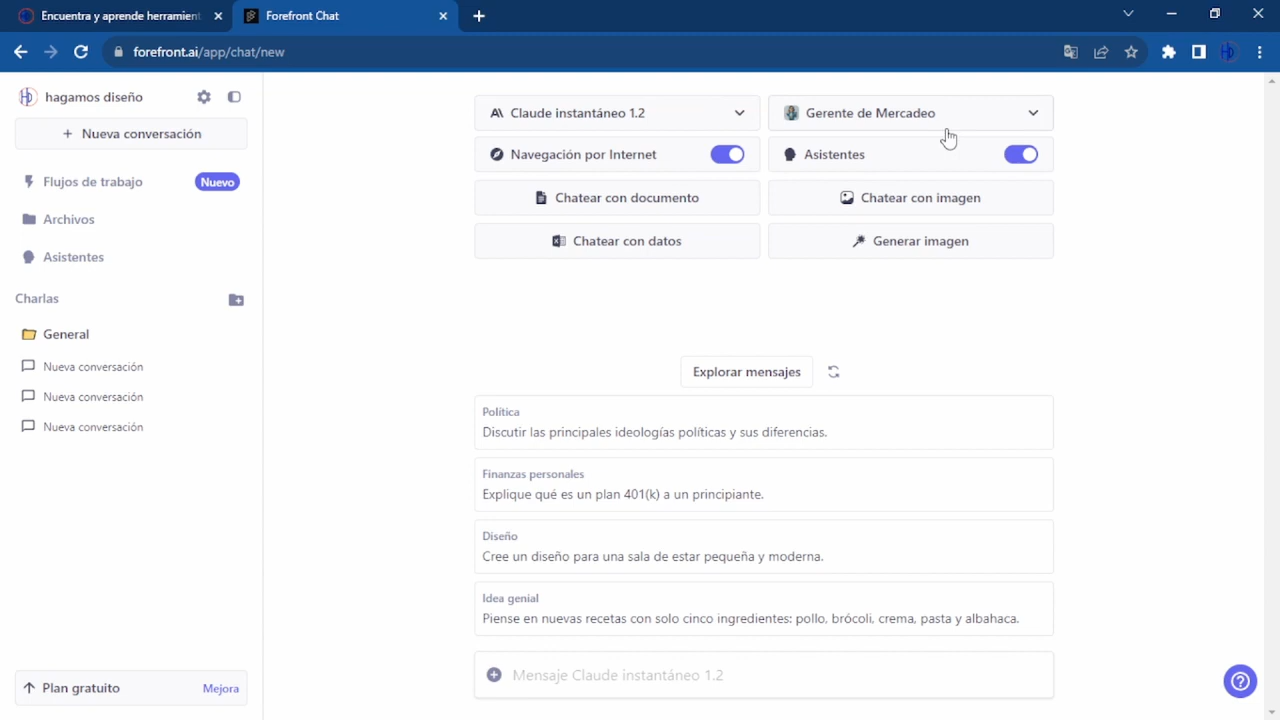 Encuentra y aprende herramient
Forefront Chat
forefront.ai/app/chat/new
hagamos diseño
Nueva conversación
Flujos de trabajo
Nuevo
Archivos
Asistentes
Charlas
General
Nueva conversación
Nueva conversación
Nueva conversación
Plan gratuito
Mejora
Claude instantáneo 1.2
Gerente de Mercadeo
Navegación por Internet
Asistentes
Chatear con documento
Chatear con imagen
Chatear con datos
Generar imagen
Explorar mensajes
Política
Discutir las principales ideologías políticas y sus diferencias.
Finanzas personales
Explique qué es un plan 401(k) a un principiante.
Diseño
Cree un diseño para una sala de estar pequeña y moderna.
Idea genial
Piense en nuevas recetas con solo cinco ingredientes: pollo, brócoli, crema, pasta y albahaca.
Mensaje Claude instantáneo 1.2